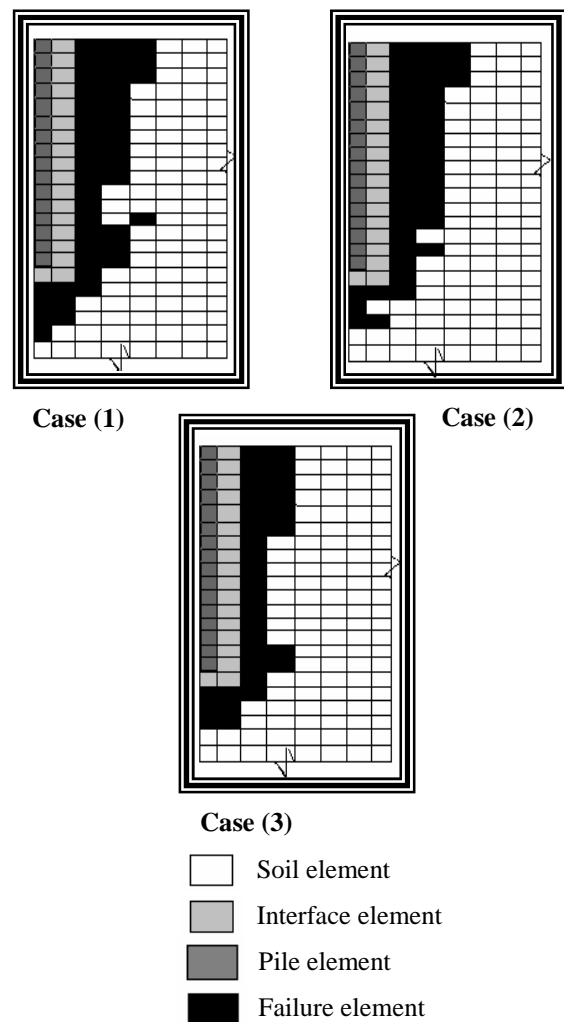 Case (1)
Case (2)
Case (3)
Soil element
Interface element
Pile element
Failure element